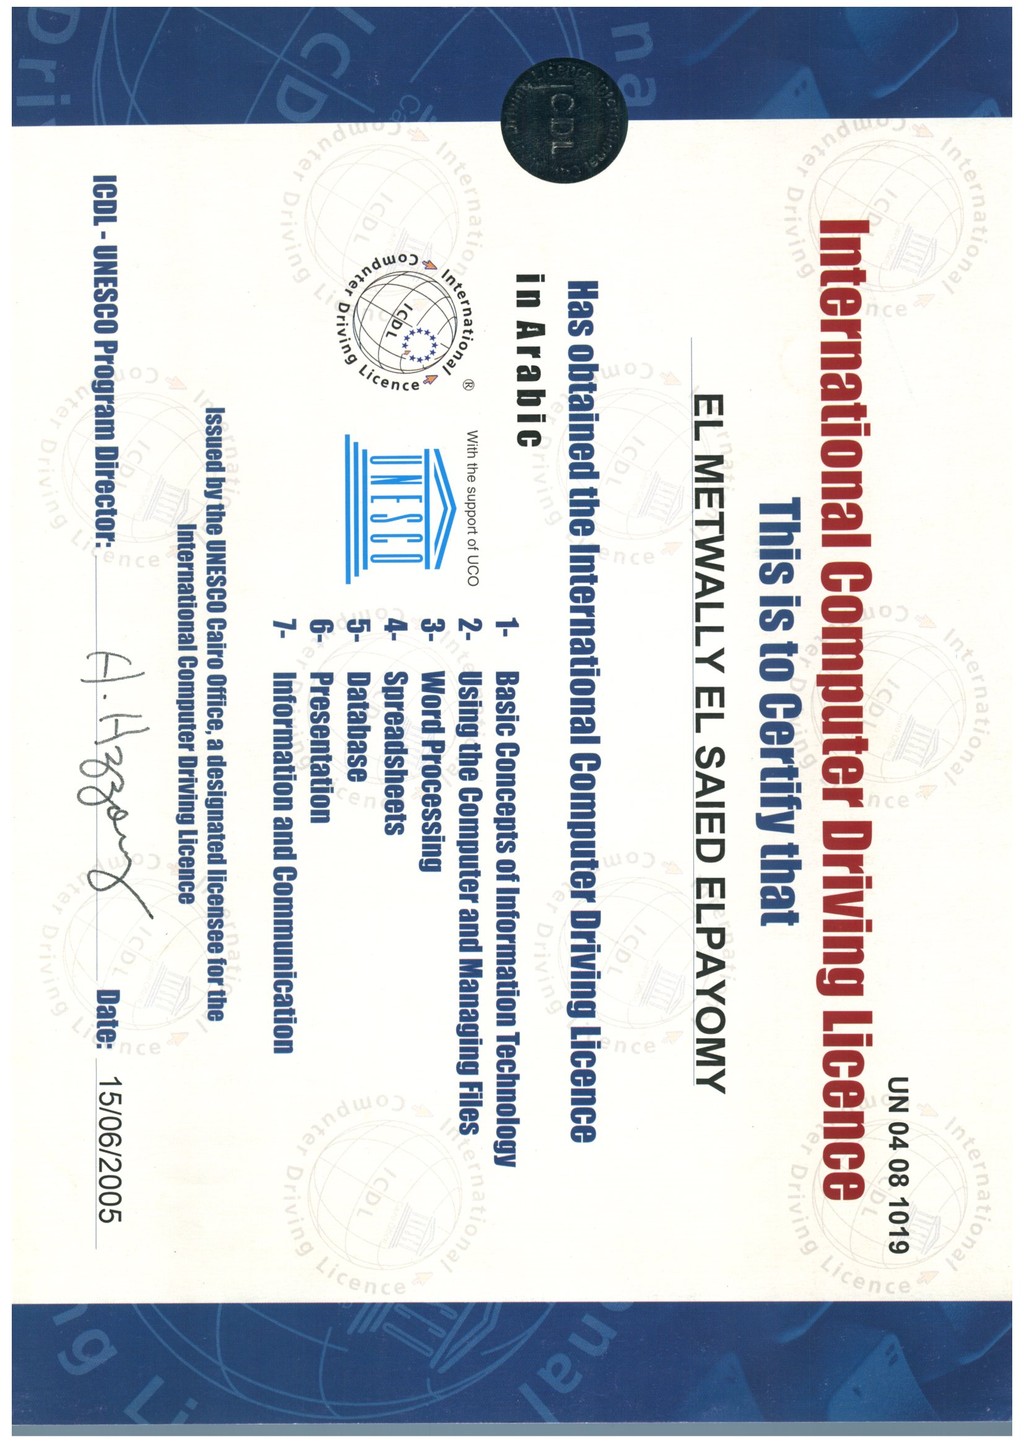 UN 04 08 1019
International Computer Driving Licence
This is to Certify that
EL METWALLY EL SAIED ELPAYOMY
Has obtained the International Computer Driving Licence
in Arabic
1- Basic Concepts of Information Technology
2- Using the Computer and Managing Files
3- Word Processing
4- Spreadsheets
5- Database
6- Presentation
7- Information and Communication
International Computer Driving Licence
ICDL
®
With the support of UCO
UNESCO
Issued by the UNESCO Cairo Office, a designated licensee for the
International Computer Driving Licence
ICDL - UNESCO Program Director:
Date: 15/06/2005